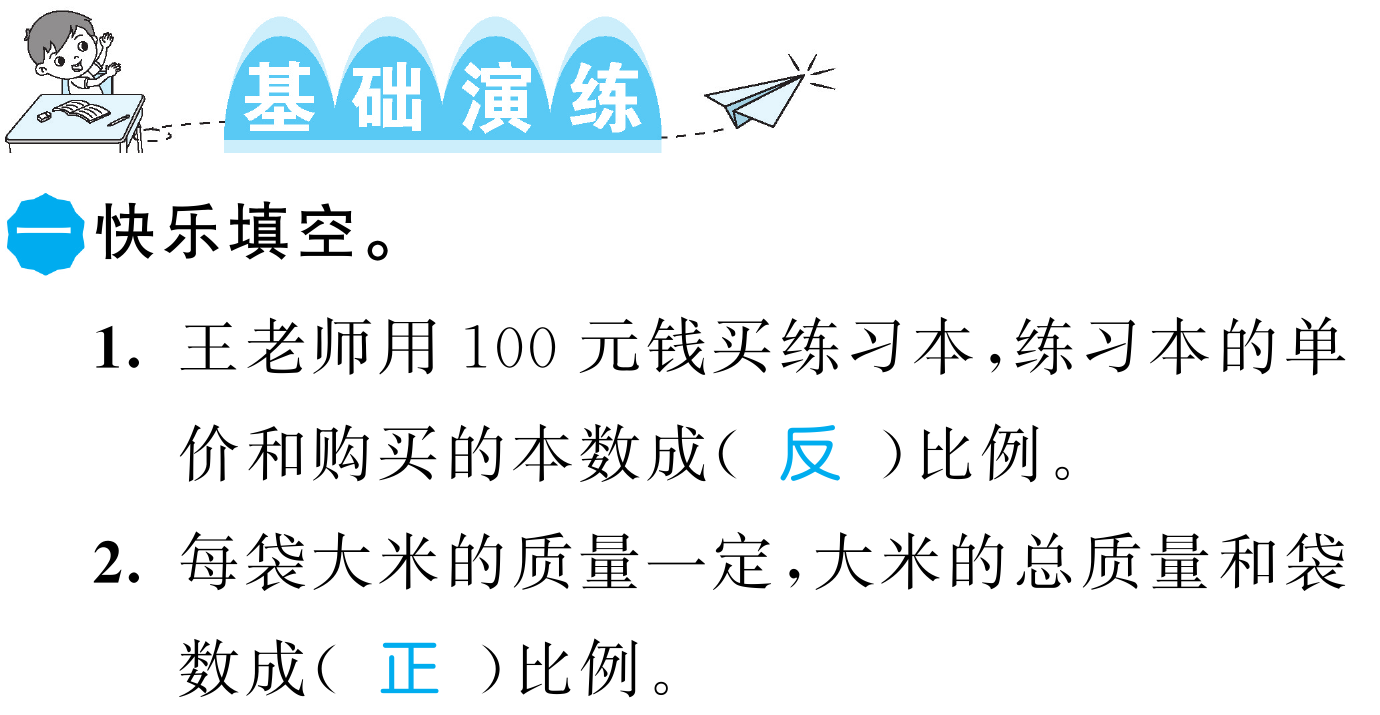 基础演练
一 快乐填空。
1. 王老师用 100 元钱买练习本,练习本的单
价和购买的本数成( 反 )比例。
2. 每袋大米的质量一定,大米的总质量和袋
数成( 正 )比例。